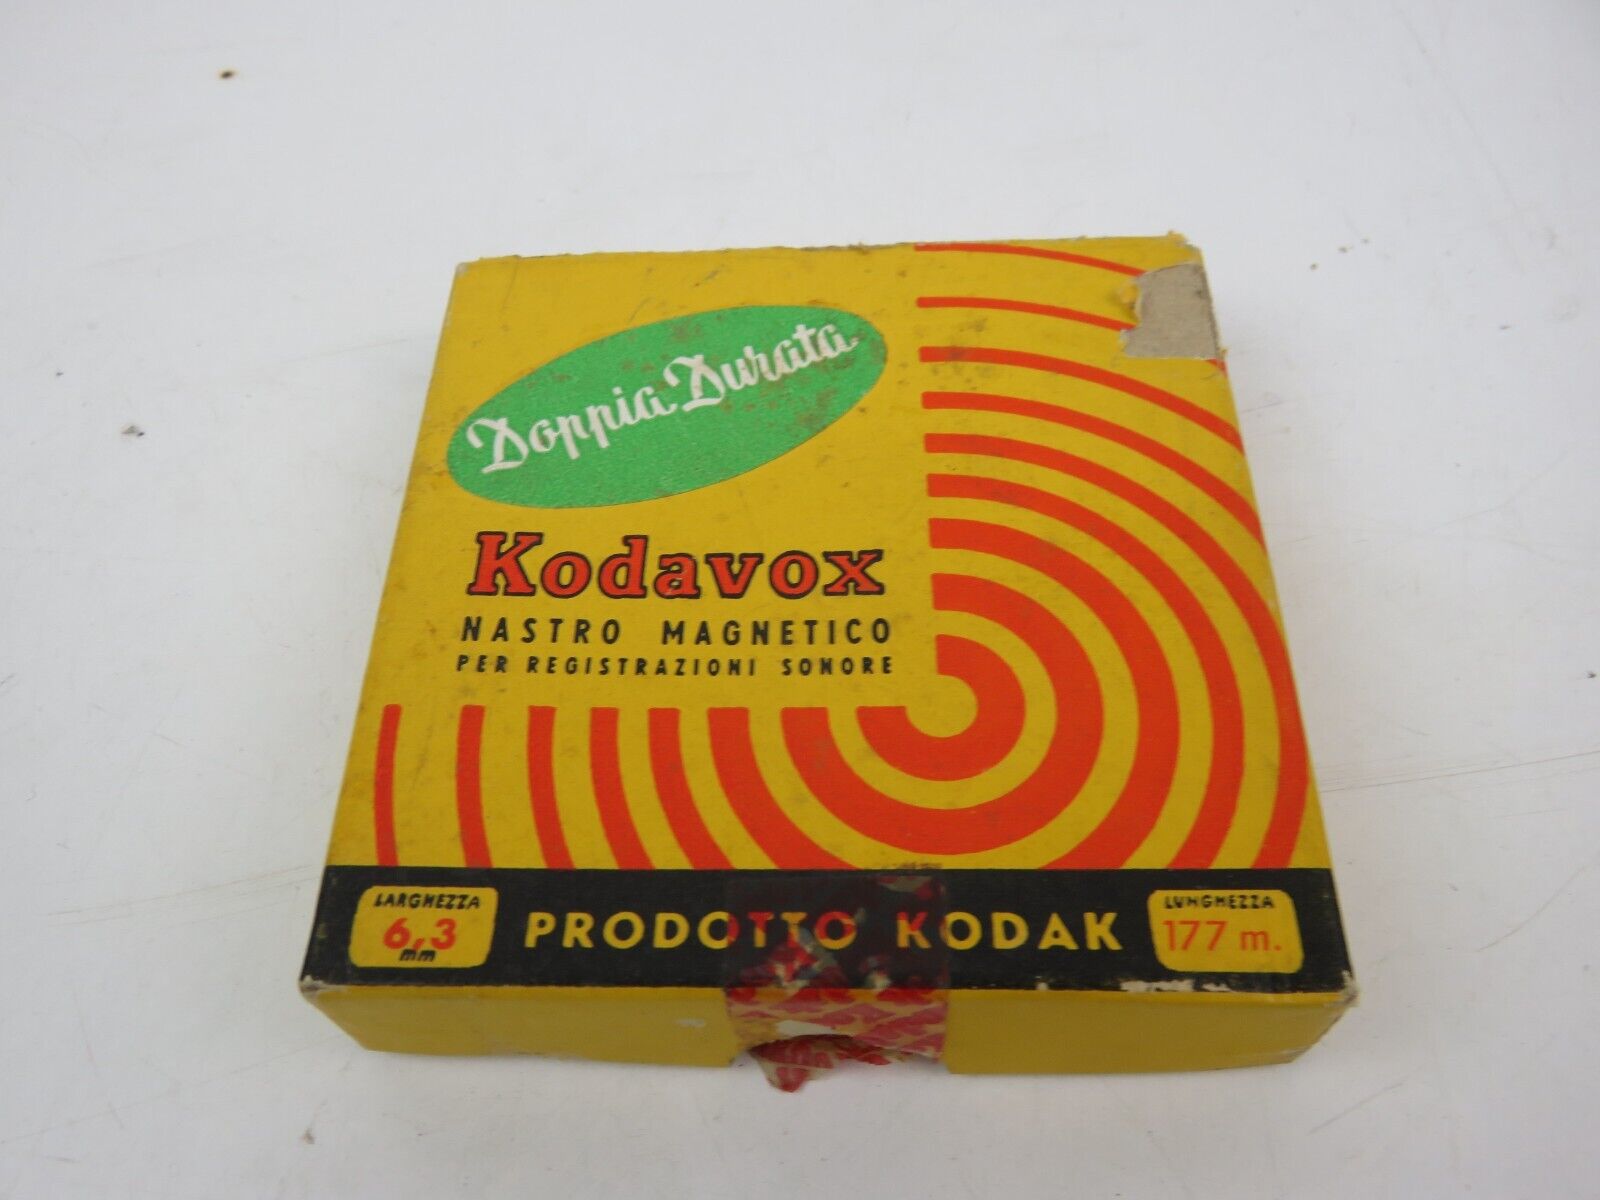 Doppia Durata
Kodavox
NASTRO MAGNETICO
PER REGISTRAZIONI SONORE
LARGHEZZA
6,3
mm
PRODOTTO KODAK
LUNGHEZZA
177 m.